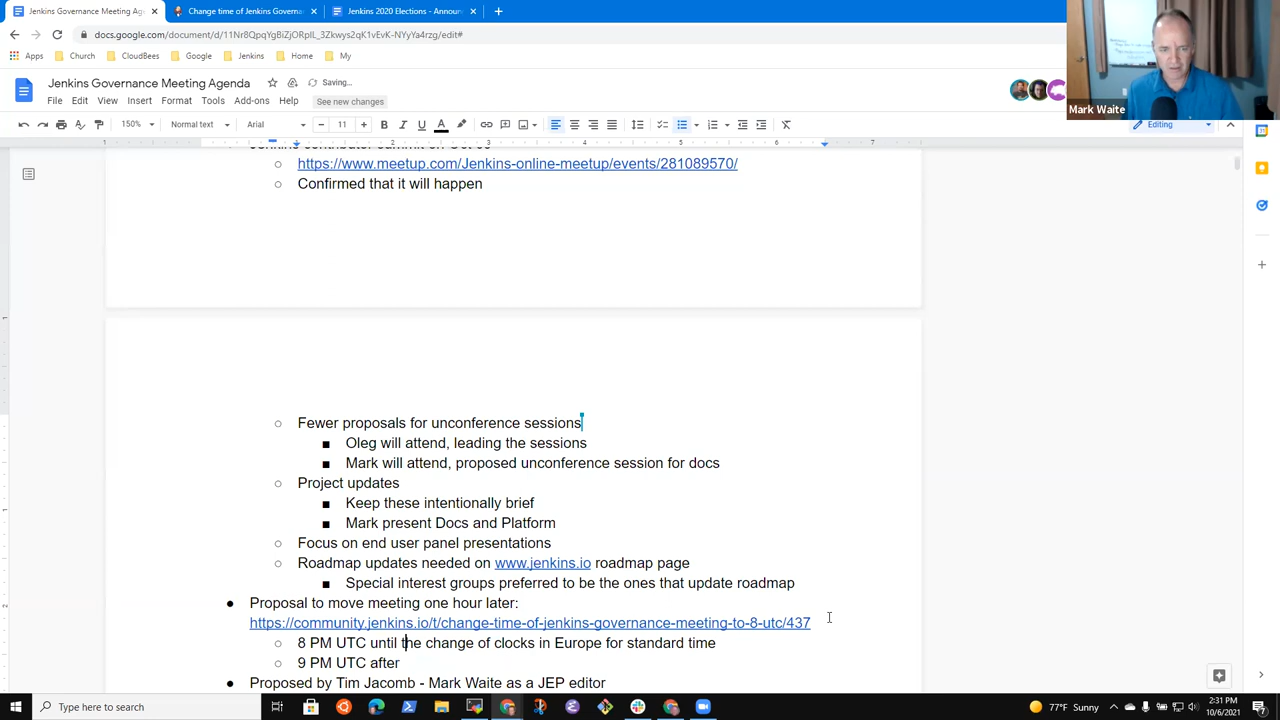 Jenkins Governance Meeting Age
Change time of Jenkins Governa
Jenkins 2020 Elections - Announ
docs.google.com/document/d/11Nr8QpqYgBiZjORpIL_3Zkwys2qK1vEvK-NYyYa4rzg/edit#
Apps
Church
CloudBees
Google
Jenkins
Home
My
Jenkins Governance Meeting Agenda
Saving...
File Edit View Insert Format Tools Add-ons Help
See new changes
Mark Waite
150% Normal text Arial 11
Editing
1 2 3 4 5 6 7
https://www.meetup.com/Jenkins-online-meetup/events/281089570/
Confirmed that it will happen
Fewer proposals for unconference sessions
Oleg will attend, leading the sessions
Mark will attend, proposed unconference session for docs
Project updates
Keep these intentionally brief
Mark present Docs and Platform
Focus on end user panel presentations
Roadmap updates needed on www.jenkins.io roadmap page
Special interest groups preferred to be the ones that update roadmap
Proposal to move meeting one hour later:
https://community.jenkins.io/t/change-time-of-jenkins-governance-meeting-to-8-utc/437
8 PM UTC until the change of clocks in Europe for standard time
9 PM UTC after
Proposed by Tim Jacomb - Mark Waite as a JEP editor
Type here to search
77°F Sunny
2:31 PM
10/6/2021